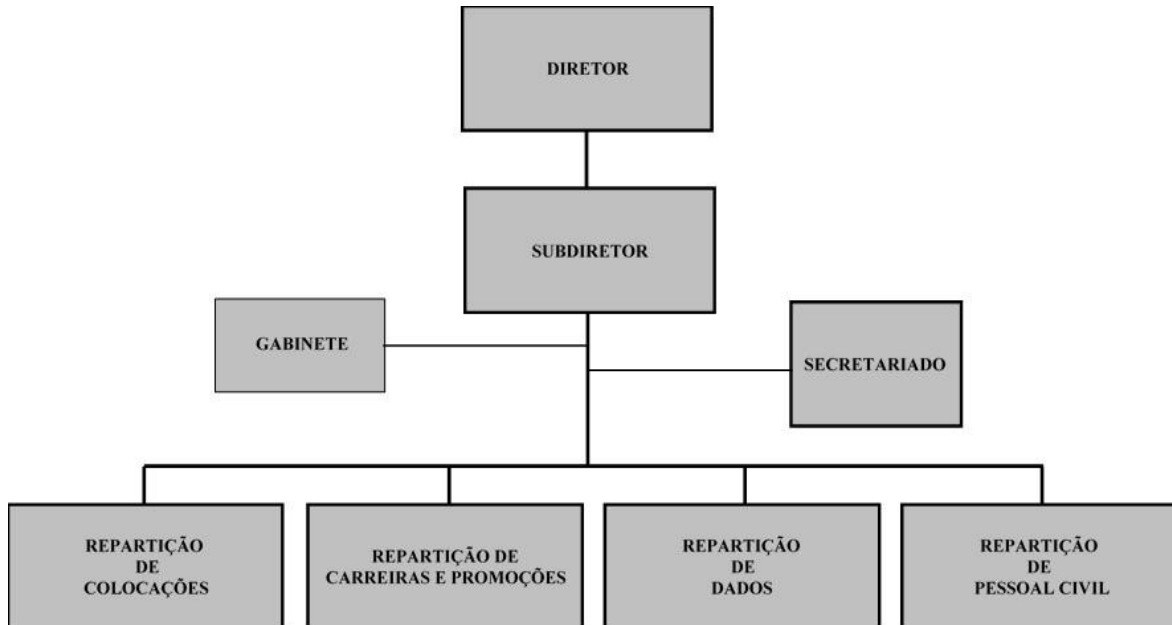 DIRETOR
SUBDIRETOR
GABINETE
SECRETARIADO
REPARTIÇÃO
DE
COLOCAÇÕES
REPARTIÇÃO DE
CARREIRAS E PROMOÇÕES
REPARTIÇÃO
DE
DADOS
REPARTIÇÃO
DE
PESSOAL CIVIL